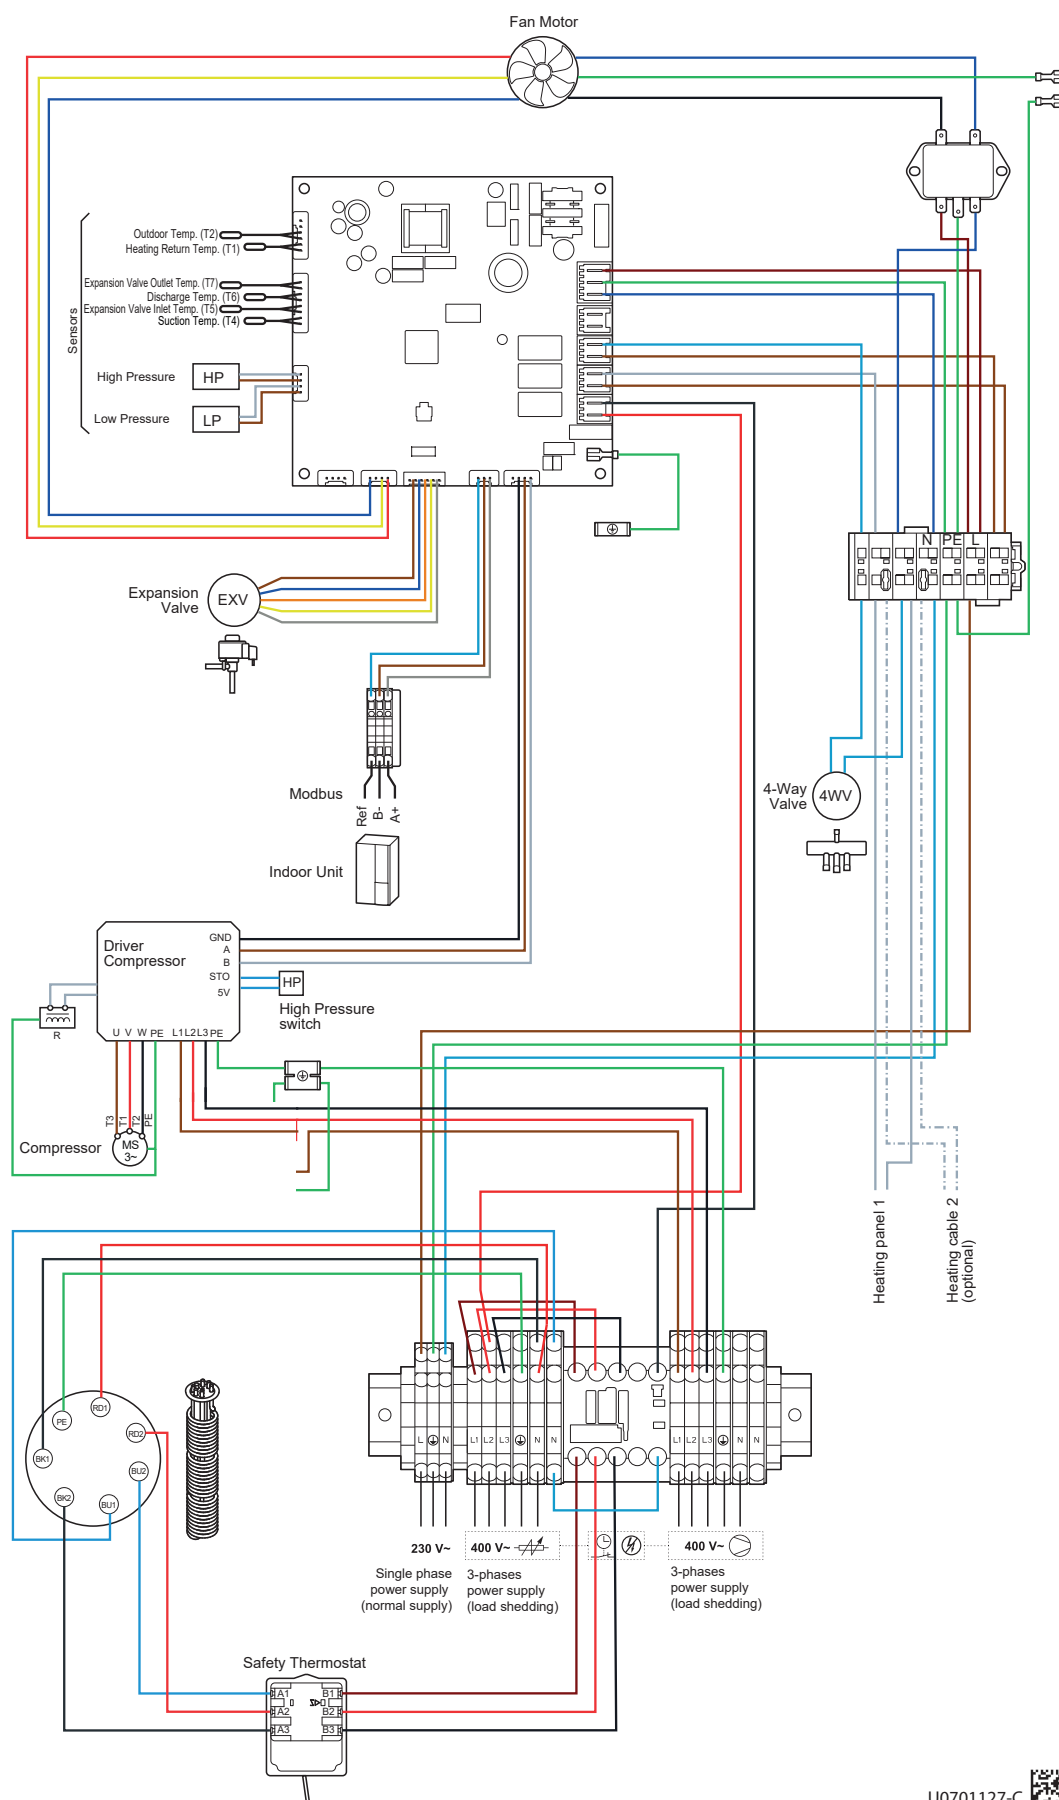 Fan Motor
Outdoor Temp. (T2)
Heating Return Temp. (T1)
Expansion Valve Outlet Temp. (T7)
Discharge Temp. (T6)
Expansion Valve Inlet Temp. (T5)
Suction Temp. (T4)
Sensors
High Pressure
HP
Low Pressure
LP
N PE L
Expansion
Valve
EXV
Modbus
Ref
B-
A+
Indoor Unit
4-Way
Valve
4WV
Driver
Compressor
GND
A
B
STO
5V
HP
High Pressure
switch
R
U V W PE L1 L2 L3 PE
T3
T1
T2
PE
Compressor
MS
3~
Heating panel 1
Heating cable 2
(optional)
RD1
PE
RD2
BK1
BU2
BK2
BU1
L N
L1 L2 L3 N N
L1 L2 L3 N N
230 V~
Single phase
power supply
(normal supply)
400 V~
3-phases
power supply
(load shedding)
400 V~
3-phases
power supply
(load shedding)
Safety Thermostat
A1 B1
A2 B2
A3 B3
U0701127-C